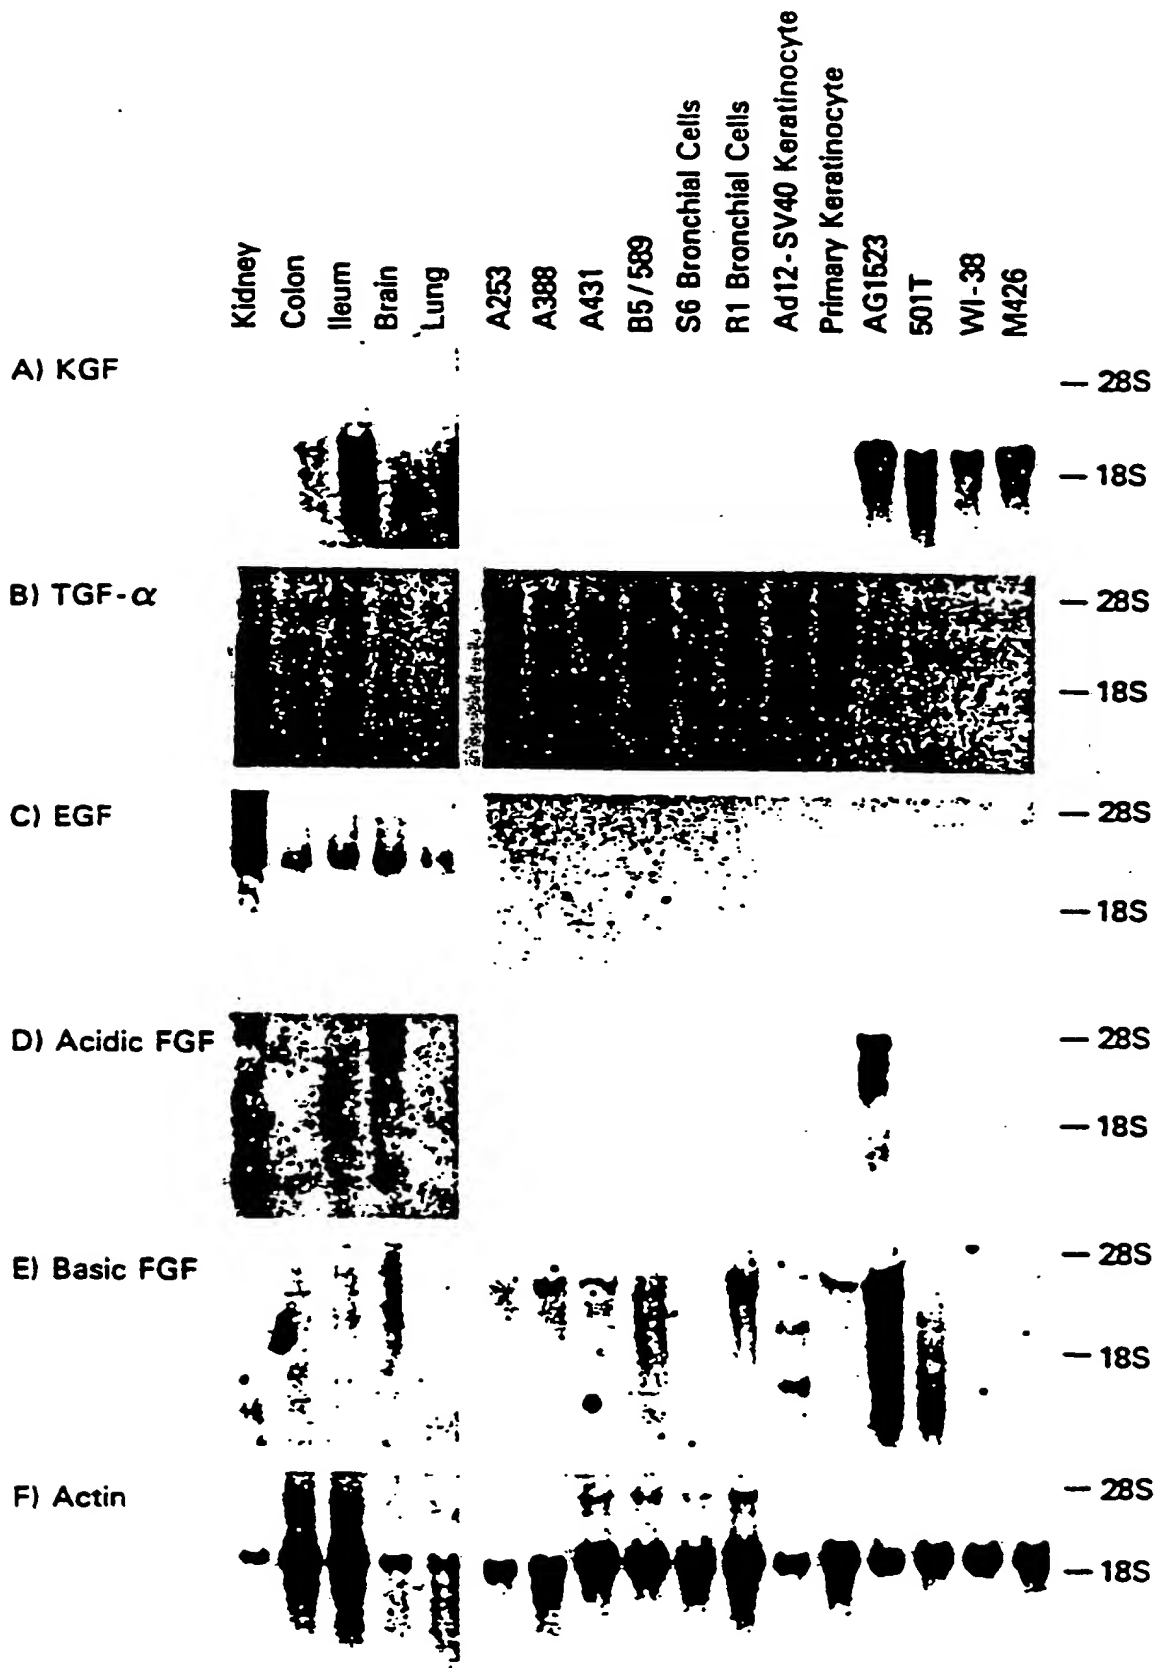 Kidney
Colon
Ileum
Brain
Lung
A253
A388
A431
B5/589
S6 Bronchial Cells
R1 Bronchial Cells
Ad12-SV40 Keratinocyte
Primary Keratinocyte
AG1523
501T
WI-38
M426
A) KGF
— 28S
— 18S
B) TGF-α
— 28S
— 18S
C) EGF
— 28S
— 18S
D) Acidic FGF
— 28S
— 18S
E) Basic FGF
— 28S
— 18S
F) Actin
— 28S
— 18S